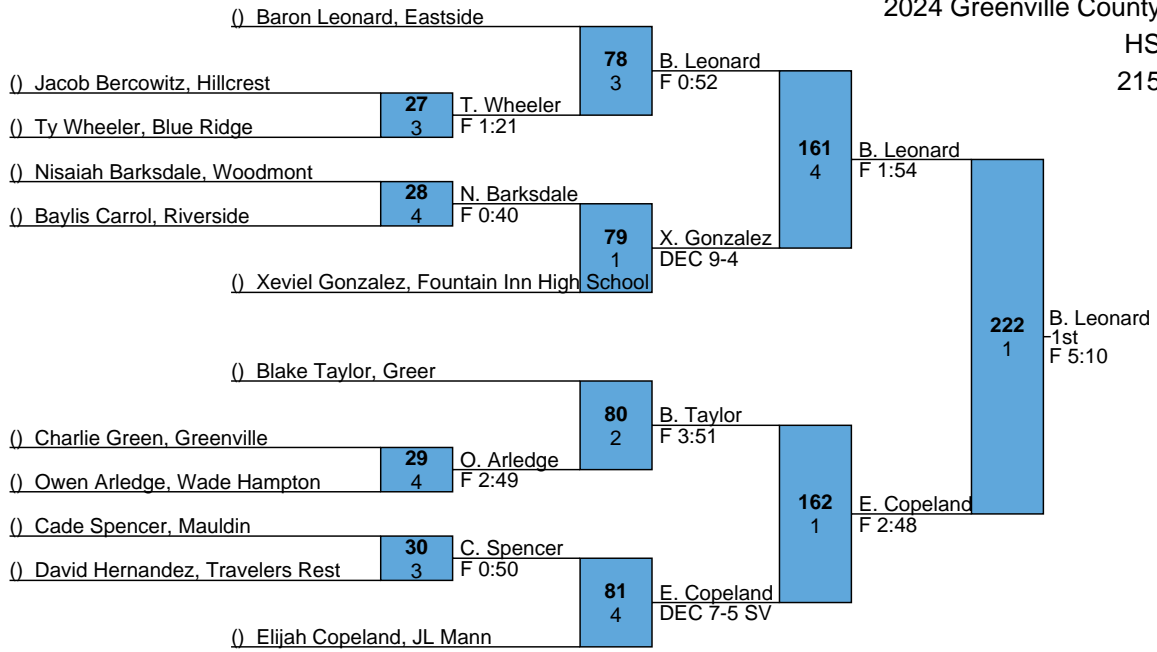 2024 Greenville County
HS
215
() Baron Leonard, Eastside
78
3
B. Leonard
F 0:52
() Jacob Bercowitz, Hillcrest
27
3
T. Wheeler
F 1:21
() Ty Wheeler, Blue Ridge
161
4
B. Leonard
F 1:54
() Nisaiah Barksdale, Woodmont
28
4
N. Barksdale
F 0:40
() Baylis Carrol, Riverside
79
1
X. Gonzalez
DEC 9-4
() Xeviel Gonzalez, Fountain Inn High School
222
1
B. Leonard
1st
F 5:10
() Blake Taylor, Greer
80
2
B. Taylor
F 3:51
() Charlie Green, Greenville
29
4
O. Arledge
F 2:49
() Owen Arledge, Wade Hampton
162
1
E. Copeland
F 2:48
() Cade Spencer, Mauldin
30
3
C. Spencer
F 0:50
() David Hernandez, Travelers Rest
81
4
E. Copeland
DEC 7-5 SV
() Elijah Copeland, JL Mann